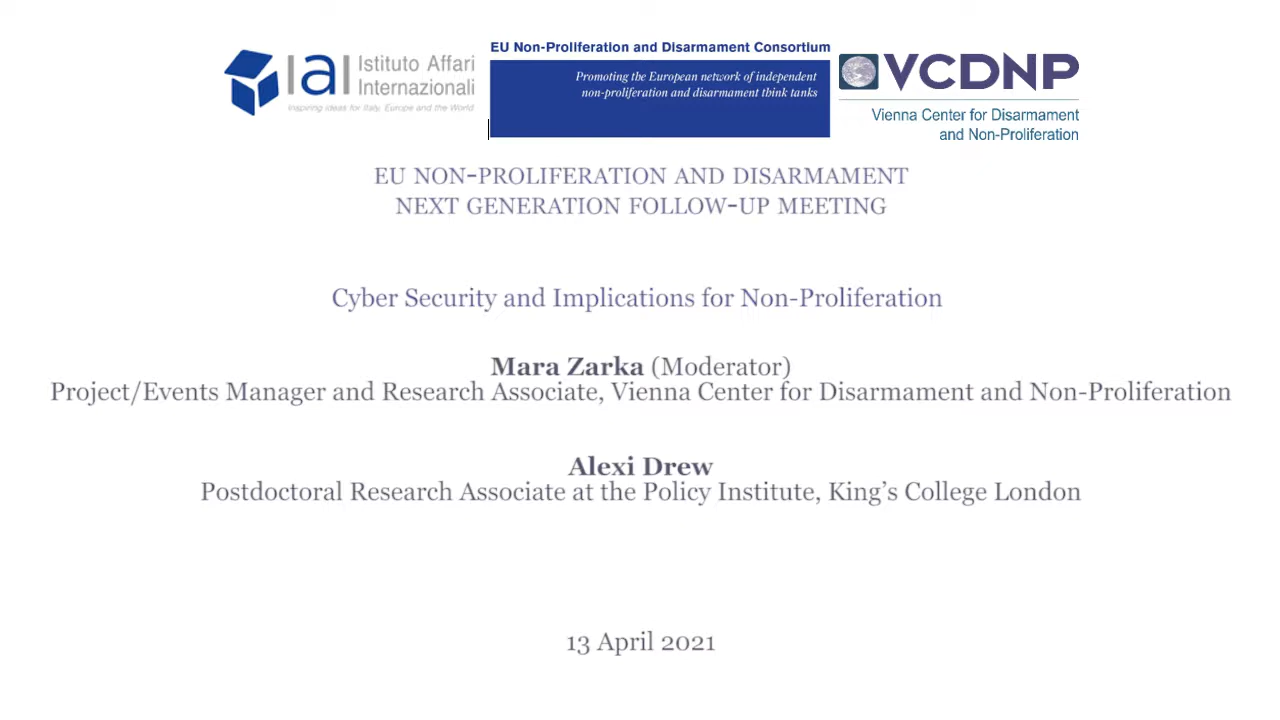 IAI Istituto Affari
Internazionali
Inspiring ideas for Italy, Europe and the World
EU Non-Proliferation and Disarmament Consortium
Promoting the European network of independent
non-proliferation and disarmament think tanks
VCDNP
Vienna Center for Disarmament
and Non-Proliferation
EU NON-PROLIFERATION AND DISARMAMENT
NEXT GENERATION FOLLOW-UP MEETING
Cyber Security and Implications for Non-Proliferation
Mara Zarka (Moderator)
Project/Events Manager and Research Associate, Vienna Center for Disarmament and Non-Proliferation
Alexi Drew
Postdoctoral Research Associate at the Policy Institute, King’s College London
13 April 2021